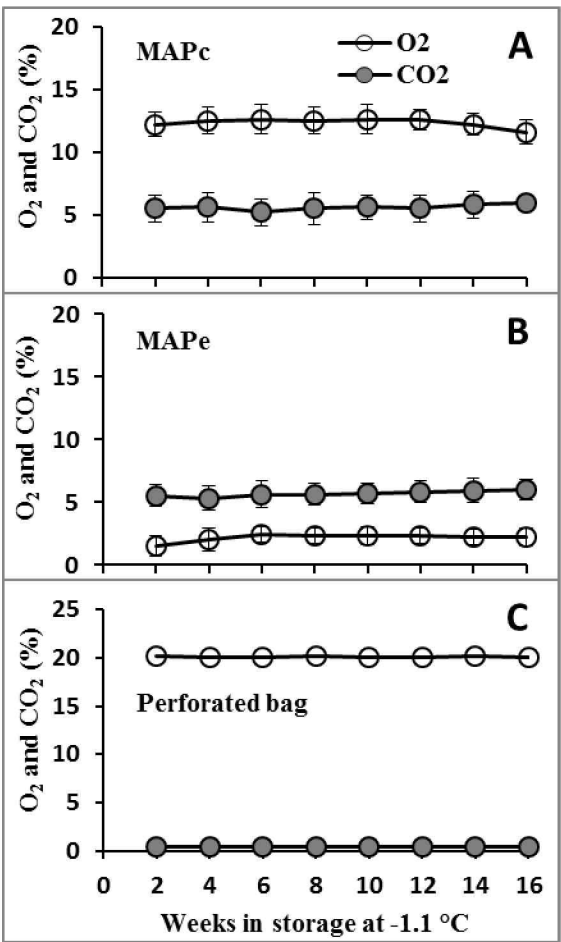 20
15
10
5
0
O₂ and CO₂ (%)
MAPc
O2
CO2
A
20
15
10
5
0
O₂ and CO₂ (%)
MAPe
B
25
20
15
10
5
0
O₂ and CO₂ (%)
Perforated bag
C
0 2 4 6 8 10 12 14 16
Weeks in storage at -1.1 °C